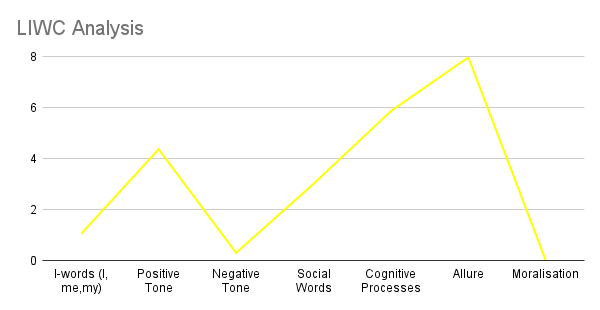 LIWC Analysis
8
6
4
2
0
I-words (I,
me,my)
Positive
Tone
Negative
Tone
Social
Words
Cognitive
Processes
Allure
Moralisation